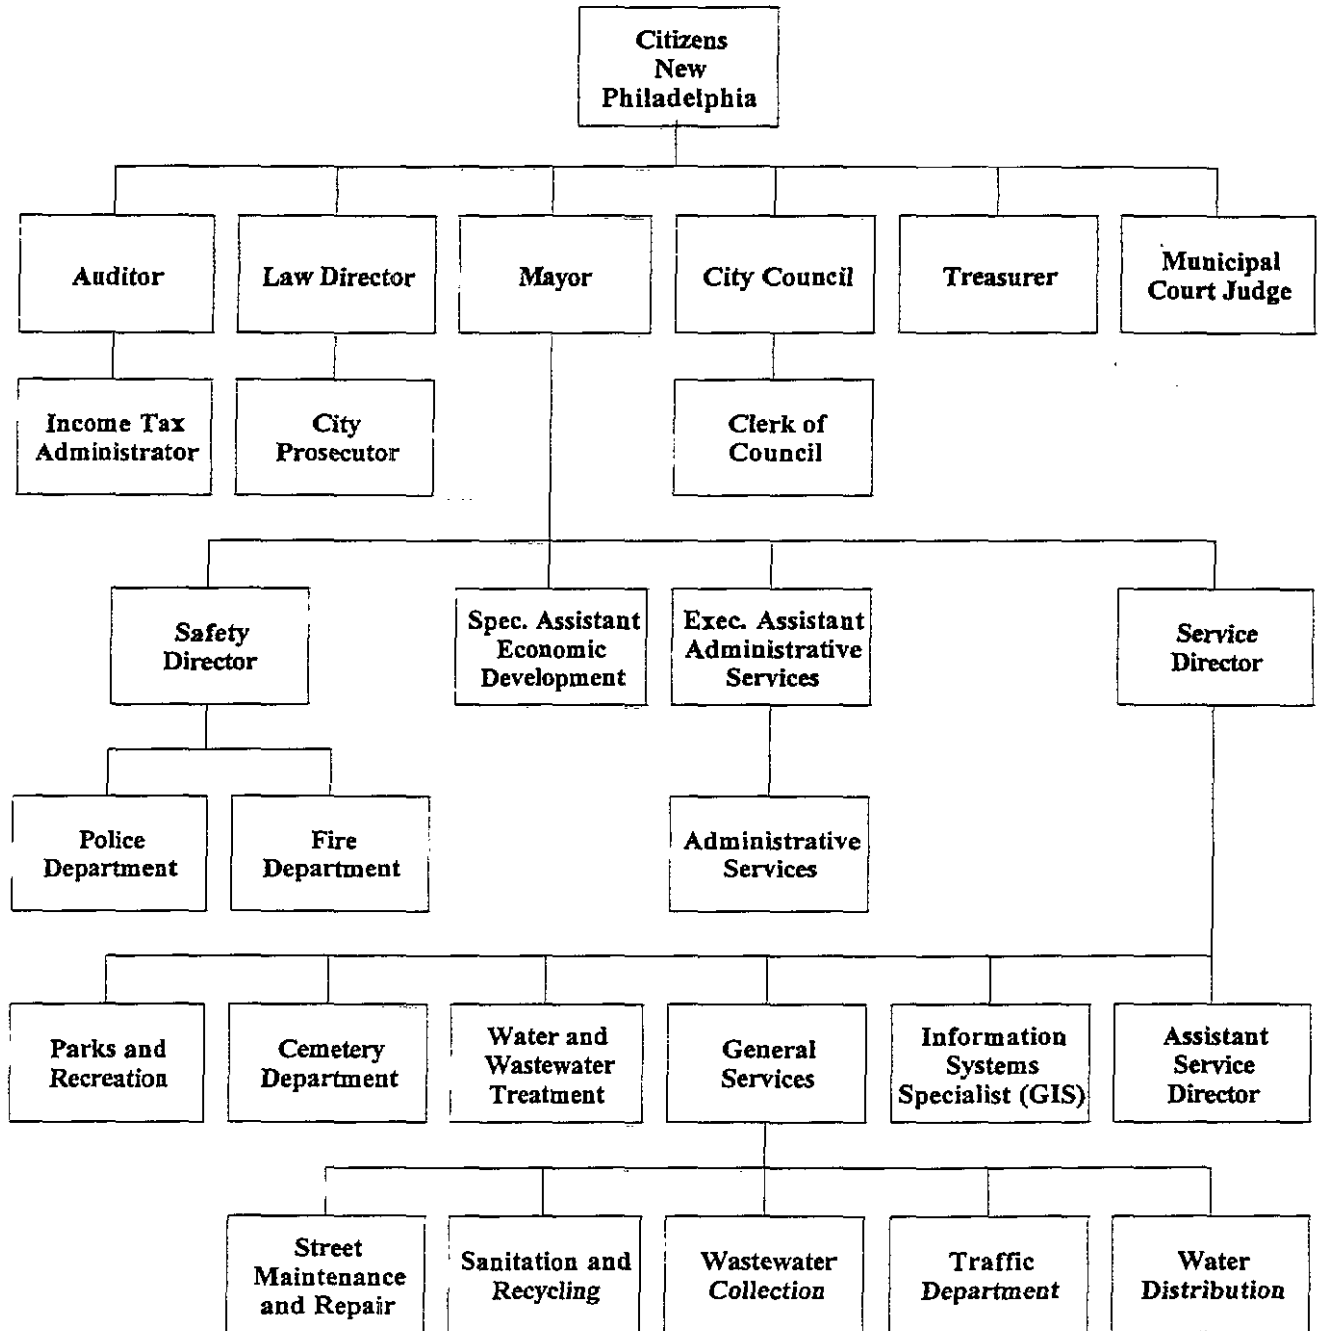 Citizens
New
Philadelphia
Auditor
Law Director
Mayor
City Council
Treasurer
Municipal
Court Judge
Income Tax
Administrator
City
Prosecutor
Clerk of
Council
Safety
Director
Spec. Assistant
Economic
Development
Exec. Assistant
Administrative
Services
Service
Director
Police
Department
Fire
Department
Administrative
Services
Parks and
Recreation
Cemetery
Department
Water and
Wastewater
Treatment
General
Services
Information
Systems
Specialist (GIS)
Assistant
Service
Director
Street
Maintenance
and Repair
Sanitation and
Recycling
Wastewater
Collection
Traffic
Department
Water
Distribution